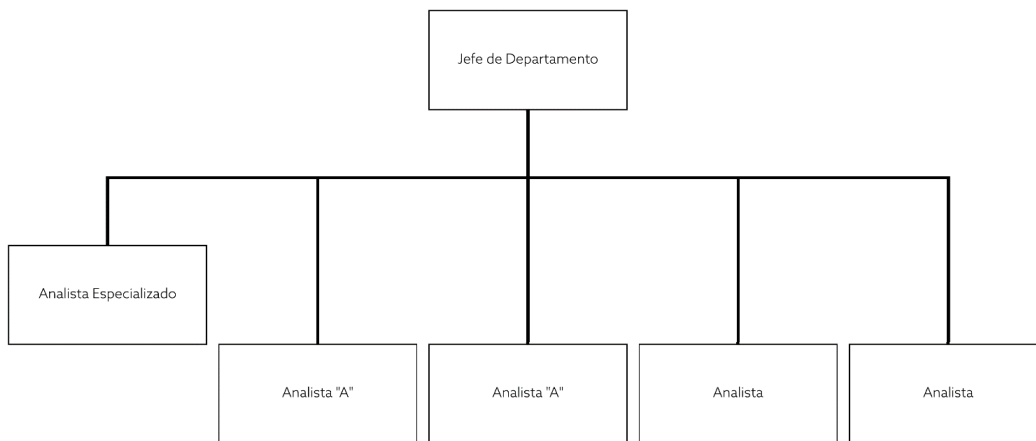 Jefe de Departamento
Analista Especializado
Analista "A"
Analista "A"
Analista
Analista